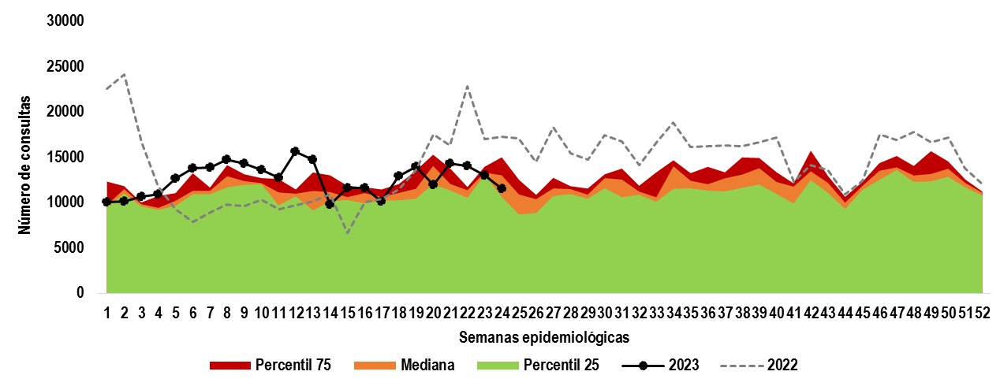 30000
25000
20000
15000
10000
5000
0
Número de consultas
1 2 3 4 5 6 7 8 9 10 11 12 13 14 15 16 17 18 19 20 21 22 23 24 25 26 27 28 29 30 31 32 33 34 35 36 37 38 39 40 41 42 43 44 45 46 47 48 49 50 51 52
Semanas epidemiológicas
Percentil 75 Mediana Percentil 25 2023 2022